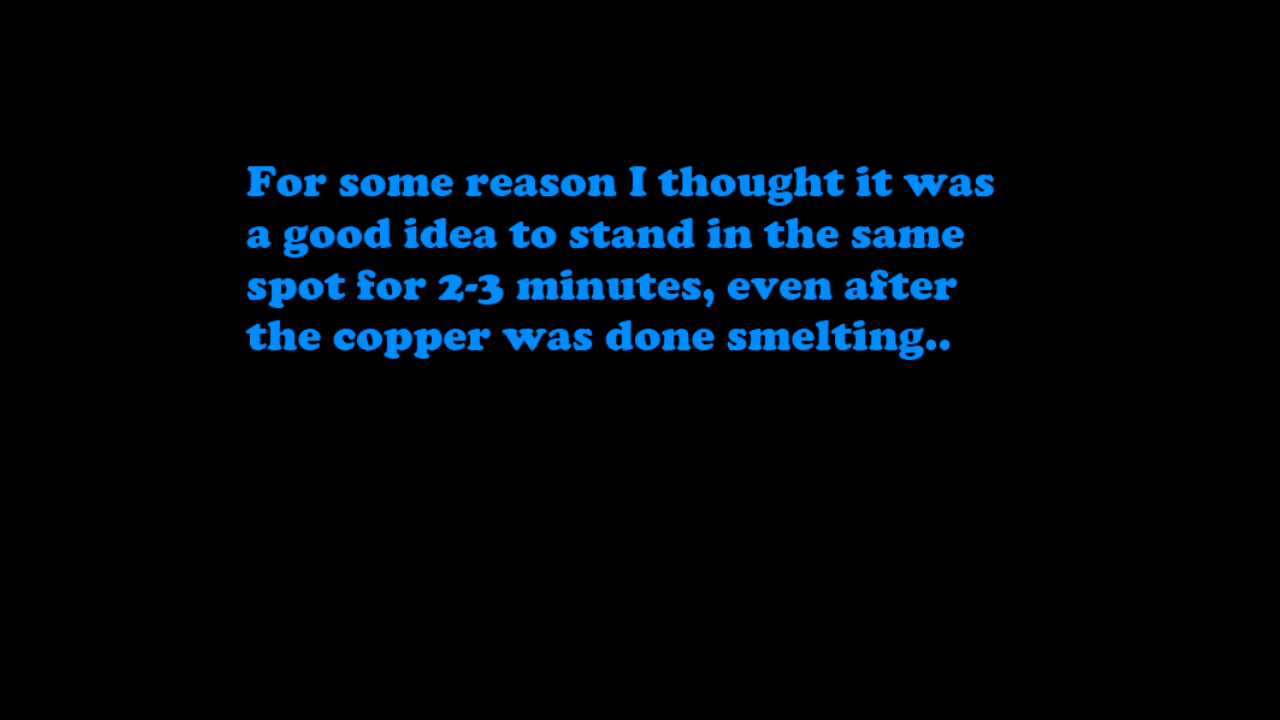 For some reason I thought it was
a good idea to stand in the same
spot for 2-3 minutes, even after
the copper was done smelting..